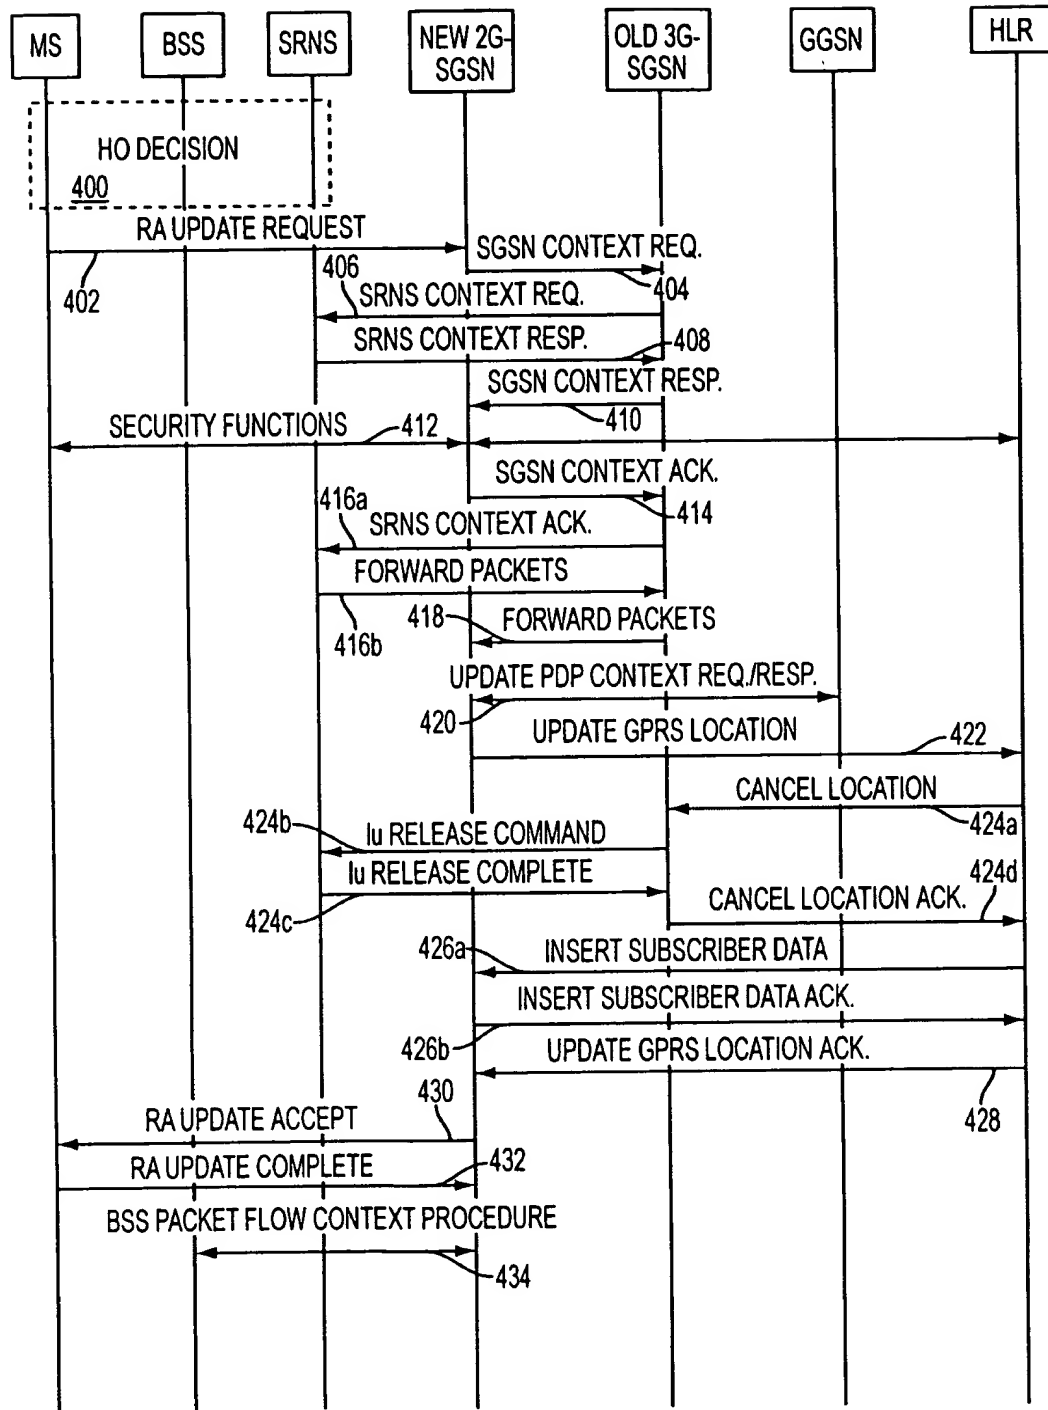 MS
BSS
SRNS
NEW 2G-
SGSN
OLD 3G-
SGSN
GGSN
HLR
HO DECISION
400
RA UPDATE REQUEST
402
SGSN CONTEXT REQ.
404
406
SRNS CONTEXT REQ.
SRNS CONTEXT RESP.
408
SGSN CONTEXT RESP.
410
SECURITY FUNCTIONS
412
SGSN CONTEXT ACK.
414
416a
SRNS CONTEXT ACK.
FORWARD PACKETS
416b
418
FORWARD PACKETS
UPDATE PDP CONTEXT REQ./RESP.
420
UPDATE GPRS LOCATION
422
CANCEL LOCATION
424a
424b
Iu RELEASE COMMAND
Iu RELEASE COMPLETE
424c
424d
CANCEL LOCATION ACK.
426a
INSERT SUBSCRIBER DATA
INSERT SUBSCRIBER DATA ACK.
426b
UPDATE GPRS LOCATION ACK.
428
430
RA UPDATE ACCEPT
RA UPDATE COMPLETE
432
BSS PACKET FLOW CONTEXT PROCEDURE
434